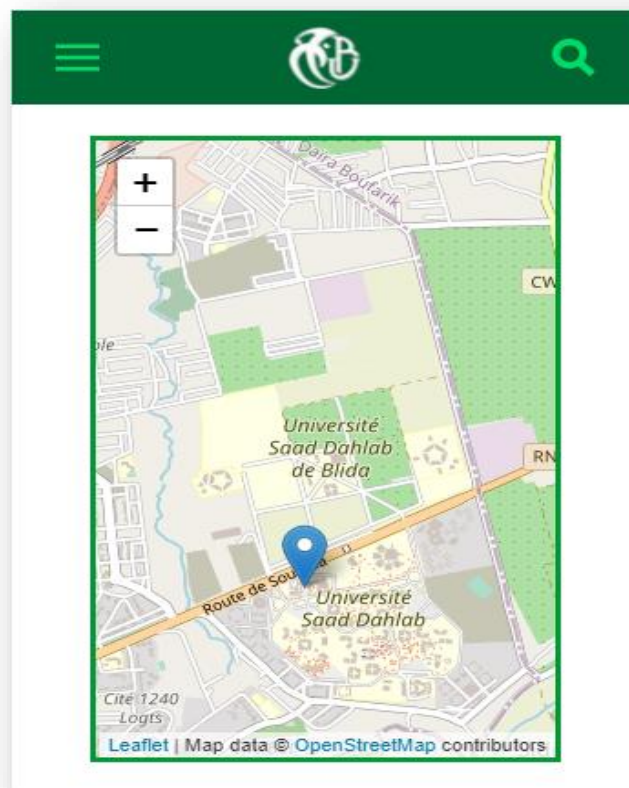 +
−
Daira Boufarik
CW
ole
Université
Saad Dahlab
de Blida
RN
Route de
Université
Saad Dahlab
Cité 1240
Logts
Leaflet | Map data © OpenStreetMap contributors